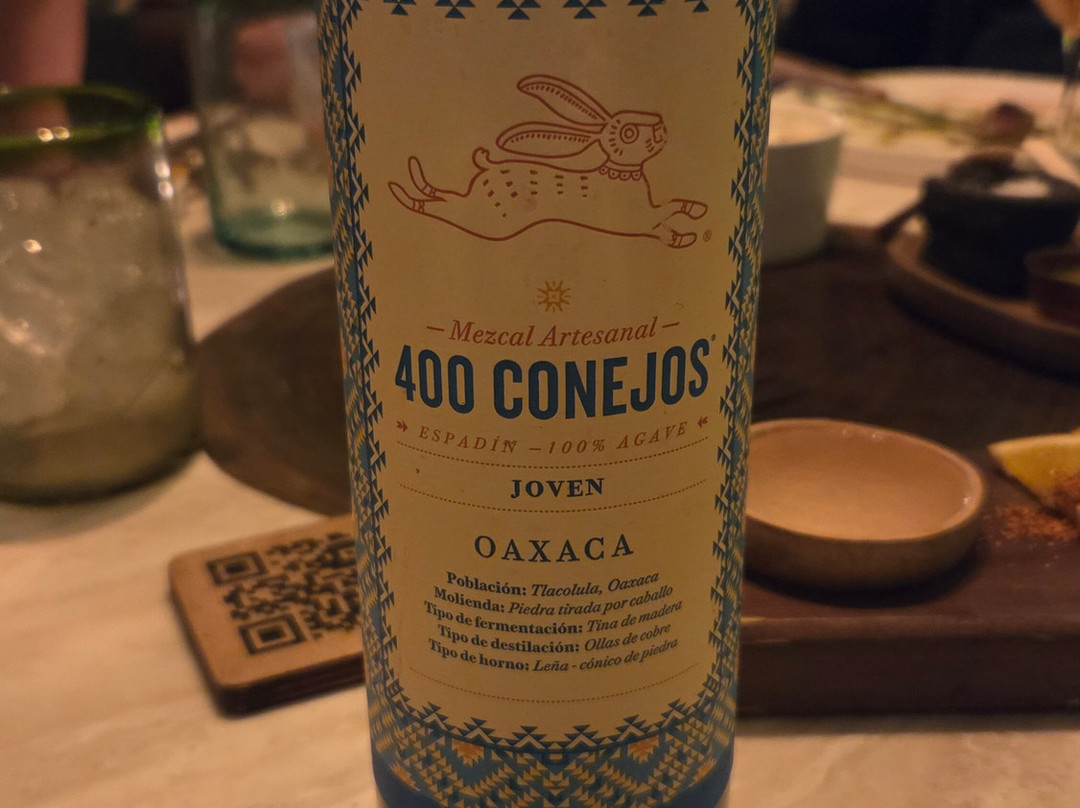 ®
— Mezcal Artesanal —
400 CONEJOS®
ESPADÍN – 100% AGAVE
JOVEN
OAXACA
Población: Tlacolula, Oaxaca
Molienda: Piedra tirada por caballo
Tipo de fermentación: Tina de madera
Tipo de destilación: Ollas de cobre
Tipo de horno: Leña - cónico de piedra